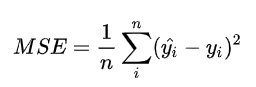 MSE = \frac{1}{n} \sum_{i}^{n} (\hat{y_i} - y_i)^2